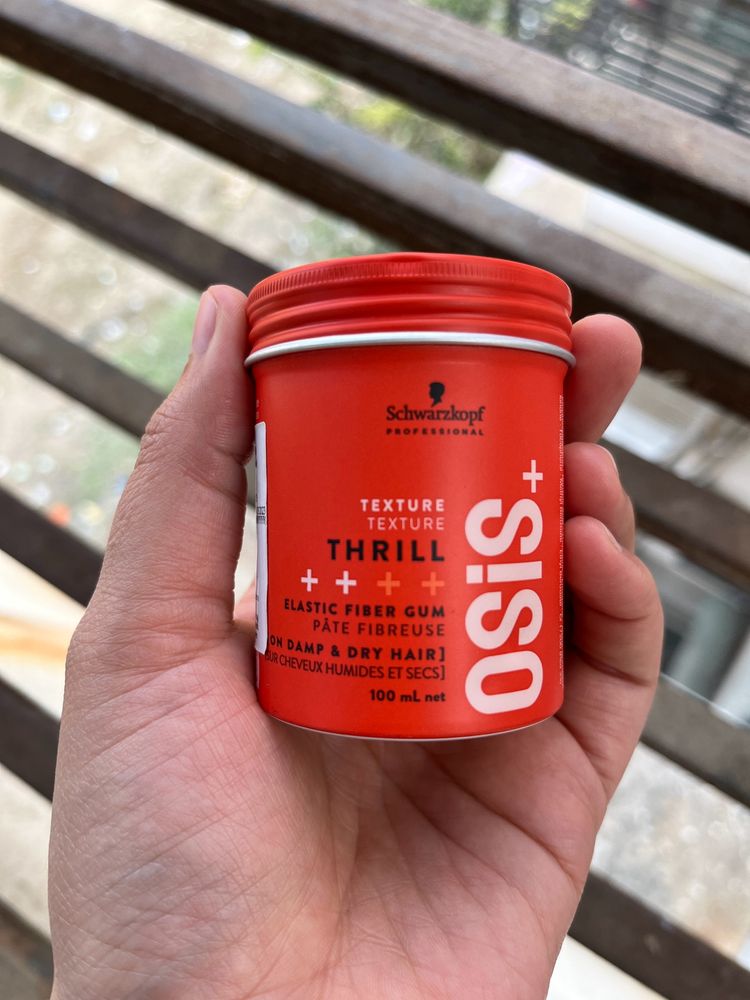 Schwarzkopf
PROFESSIONAL
TEXTURE
TEXTURE
THRILL
++++
ELASTIC FIBER GUM
PÂTE FIBREUSE
ON DAMP & DRY HAIR]
CHEVEUX HUMIDES ET SECS]
100 mL net
OSiS+